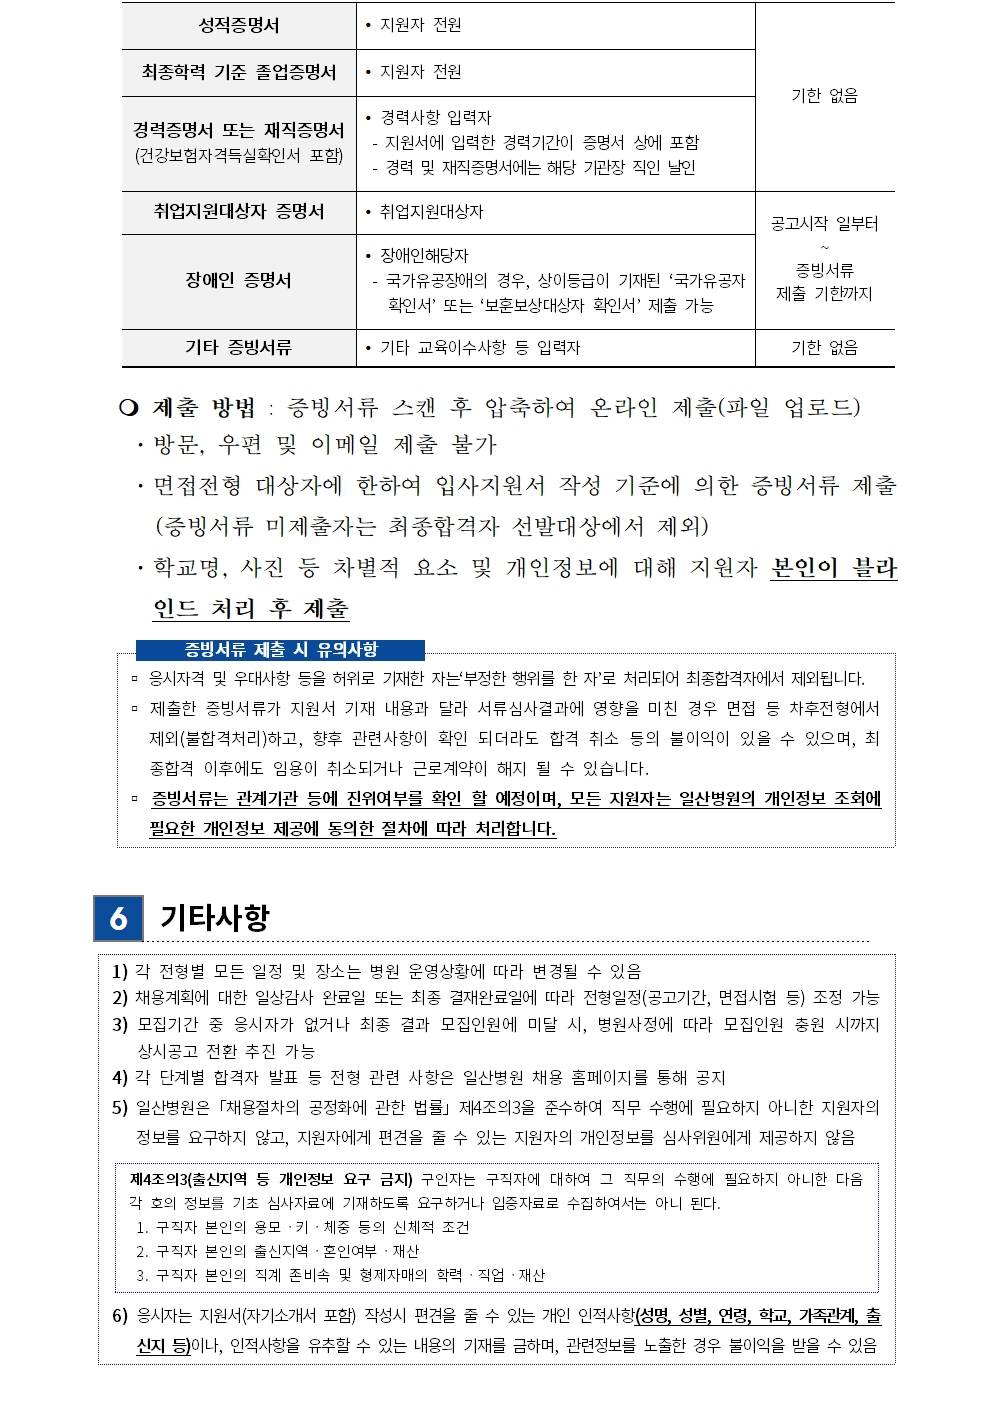 성적증명서
• 지원자 전원
기한 없음
최종학력 기준 졸업증명서
• 지원자 전원
경력증명서 또는 재직증명서
(건강보험자격득실확인서 포함)
• 경력사항 입력자
- 지원서에 입력한 경력기간이 증명서 상에 포함
- 경력 및 재직증명서에는 해당 기관장 직인 날인
취업지원대상자 증명서
• 취업지원대상자
공고시작 일부터
~
증빙서류
제출 기한까지
장애인 증명서
• 장애인해당자
- 국가유공장애의 경우, 상이등급이 기재된 ‘국가유공자
확인서’ 또는 ‘보훈보상대상자 확인서’ 제출 가능
기타 증빙서류
• 기타 교육이수사항 등 입력자
기한 없음
❍ 제출 방법 : 증빙서류 스캔 후 압축하여 온라인 제출(파일 업로드)
· 방문, 우편 및 이메일 제출 불가
· 면접전형 대상자에 한하여 입사지원서 작성 기준에 의한 증빙서류 제출
(증빙서류 미제출자는 최종합격자 선발대상에서 제외)
· 학교명, 사진 등 차별적 요소 및 개인정보에 대해 지원자 본인이 블라
인드 처리 후 제출
증빙서류 제출 시 유의사항
▫ 응시자격 및 우대사항 등을 허위로 기재한 자는‘부정한 행위를 한 자’로 처리되어 최종합격자에서 제외됩니다.
▫ 제출한 증빙서류가 지원서 기재 내용과 달라 서류심사결과에 영향을 미친 경우 면접 등 차후전형에서
제외(불합격처리)하고, 향후 관련사항이 확인 되더라도 합격 취소 등의 불이익이 있을 수 있으며, 최
종합격 이후에도 임용이 취소되거나 근로계약이 해지 될 수 있습니다.
▫ 증빙서류는 관계기관 등에 진위여부를 확인 할 예정이며, 모든 지원자는 일산병원의 개인정보 조회에
필요한 개인정보 제공에 동의한 절차에 따라 처리합니다.
6 기타사항
1) 각 전형별 모든 일정 및 장소는 병원 운영상황에 따라 변경될 수 있음
2) 채용계획에 대한 일상감사 완료일 또는 최종 결재완료일에 따라 전형일정(공고기간, 면접시험 등) 조정 가능
3) 모집기간 중 응시자가 없거나 최종 결과 모집인원에 미달 시, 병원사정에 따라 모집인원 충원 시까지
상시공고 전환 추진 가능
4) 각 단계별 합격자 발표 등 전형 관련 사항은 일산병원 채용 홈페이지를 통해 공지
5) 일산병원은「채용절차의 공정화에 관한 법률」제4조의3을 준수하여 직무 수행에 필요하지 아니한 지원자의
정보를 요구하지 않고, 지원자에게 편견을 줄 수 있는 지원자의 개인정보를 심사위원에게 제공하지 않음
제4조의3(출신지역 등 개인정보 요구 금지) 구인자는 구직자에 대하여 그 직무의 수행에 필요하지 아니한 다음
각 호의 정보를 기초 심사자료에 기재하도록 요구하거나 입증자료로 수집하여서는 아니 된다.
1. 구직자 본인의 용모ㆍ키ㆍ체중 등의 신체적 조건
2. 구직자 본인의 출신지역ㆍ혼인여부ㆍ재산
3. 구직자 본인의 직계 존비속 및 형제자매의 학력ㆍ직업ㆍ재산
6) 응시자는 지원서(자기소개서 포함) 작성시 편견을 줄 수 있는 개인 인적사항(성명, 성별, 연령, 학교, 가족관계, 출
신지 등)이나, 인적사항을 유추할 수 있는 내용의 기재를 금하며, 관련정보를 노출한 경우 불이익을 받을 수 있음